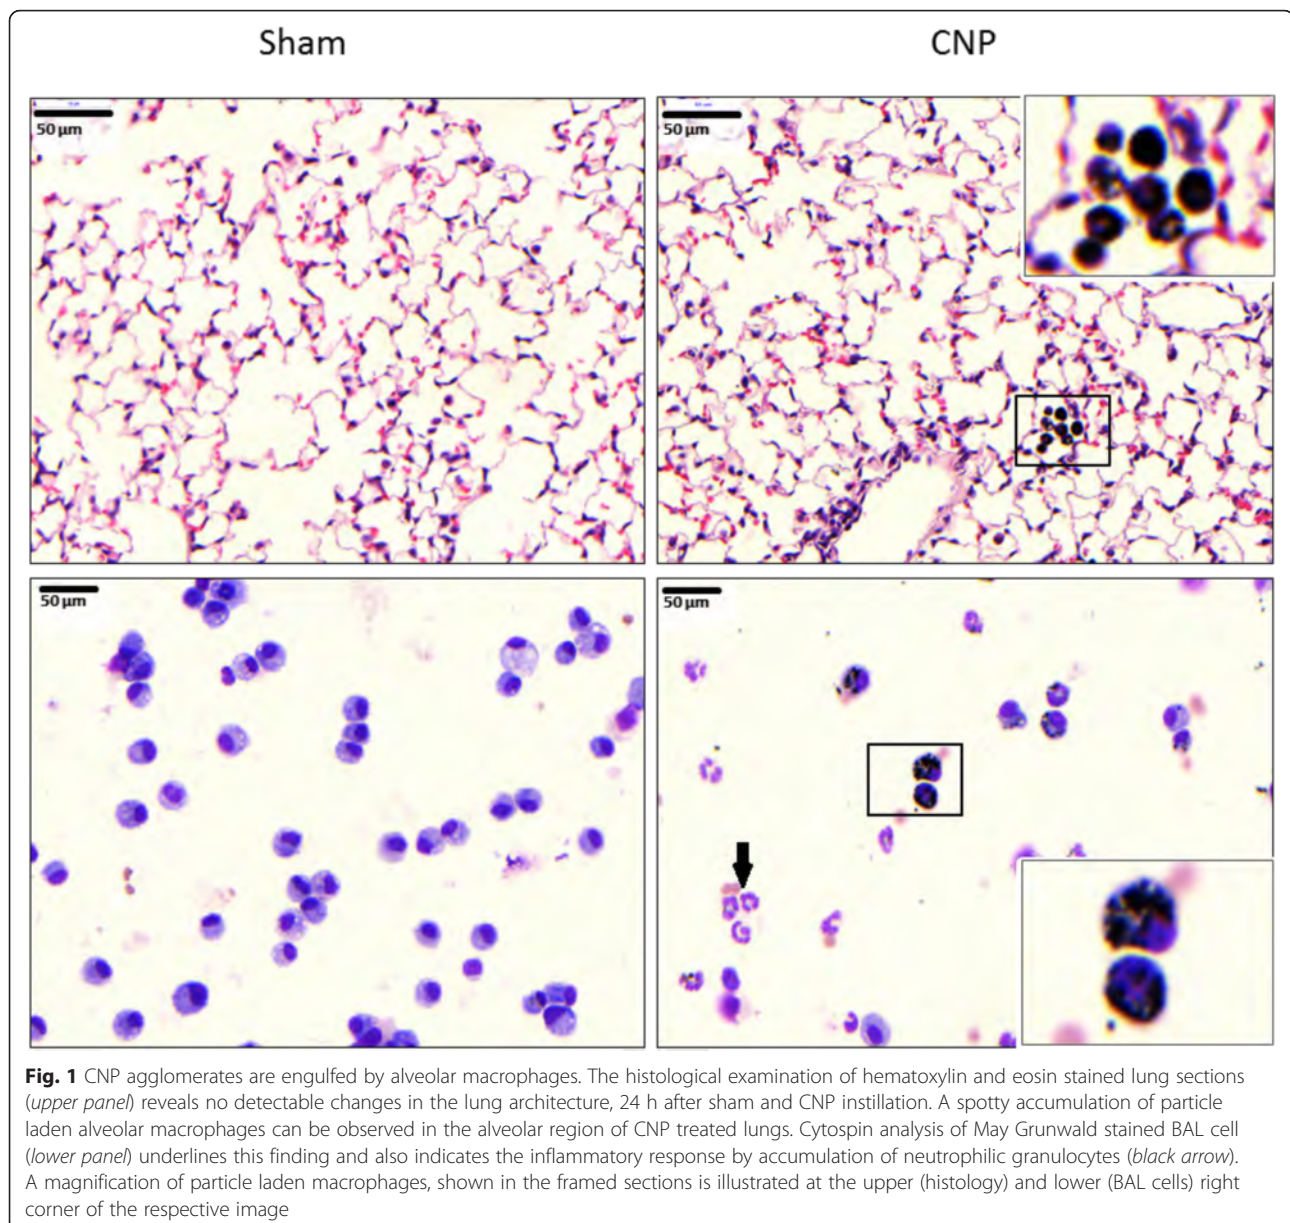 Sham
CNP
50 µm
50 µm
50 µm
50 µm
Fig. 1 CNP agglomerates are engulfed by alveolar macrophages. The histological examination of hematoxylin and eosin stained lung sections
(upper panel) reveals no detectable changes in the lung architecture, 24 h after sham and CNP instillation. A spotty accumulation of particle
laden alveolar macrophages can be observed in the alveolar region of CNP treated lungs. Cytospin analysis of May Grunwald stained BAL cell
(lower panel) underlines this finding and also indicates the inflammatory response by accumulation of neutrophilic granulocytes (black arrow).
A magnification of particle laden macrophages, shown in the framed sections is illustrated at the upper (histology) and lower (BAL cells) right
corner of the respective image